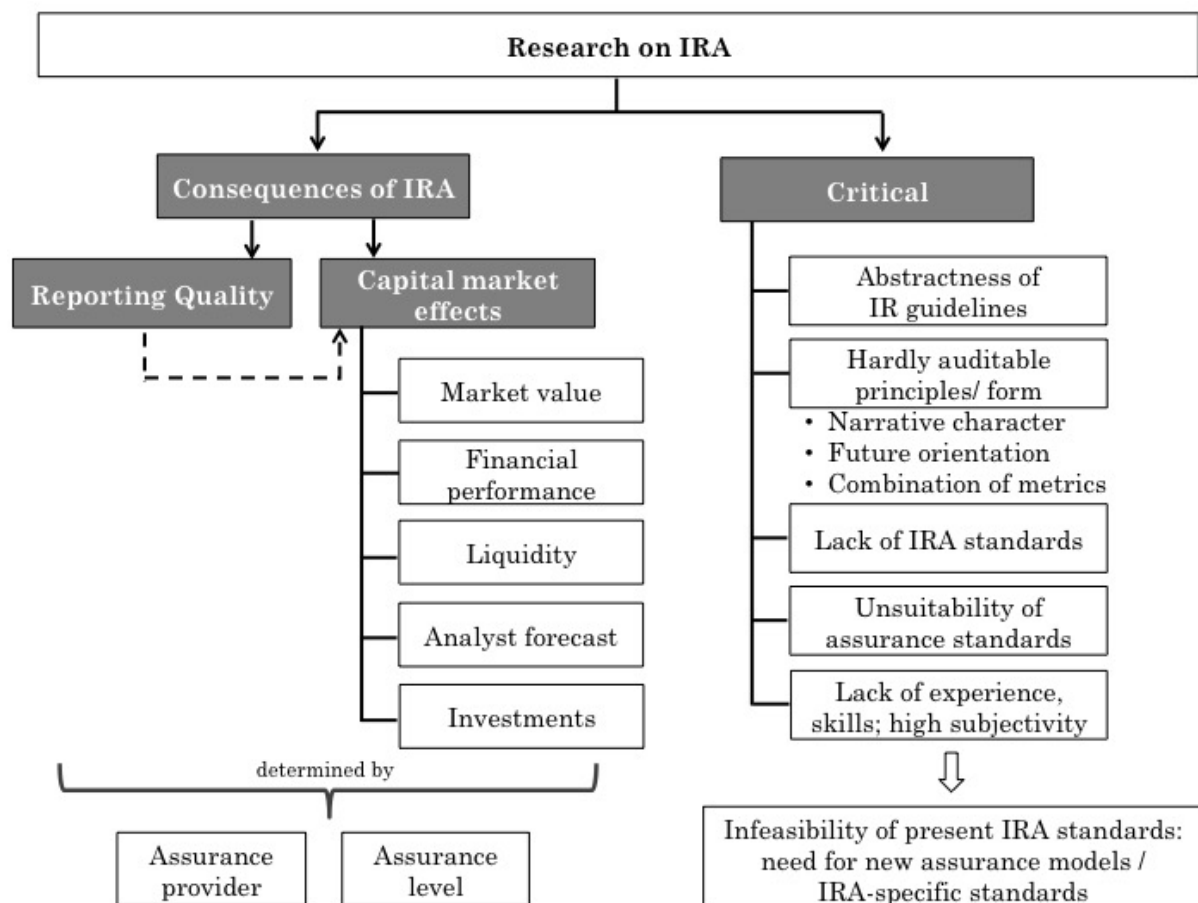 Research on IRA
Consequences of IRA
Critical
Reporting Quality
Capital market
effects
Market value
Financial
performance
Liquidity
Analyst forecast
Investments
determined by
Assurance
provider
Assurance
level
Abstractness of
IR guidelines
Hardly auditable
principles/ form
• Narrative character
• Future orientation
• Combination of metrics
Lack of IRA standards
Unsuitability of
assurance standards
Lack of experience,
skills; high subjectivity
Infeasibility of present IRA standards:
need for new assurance models /
IRA-specific standards